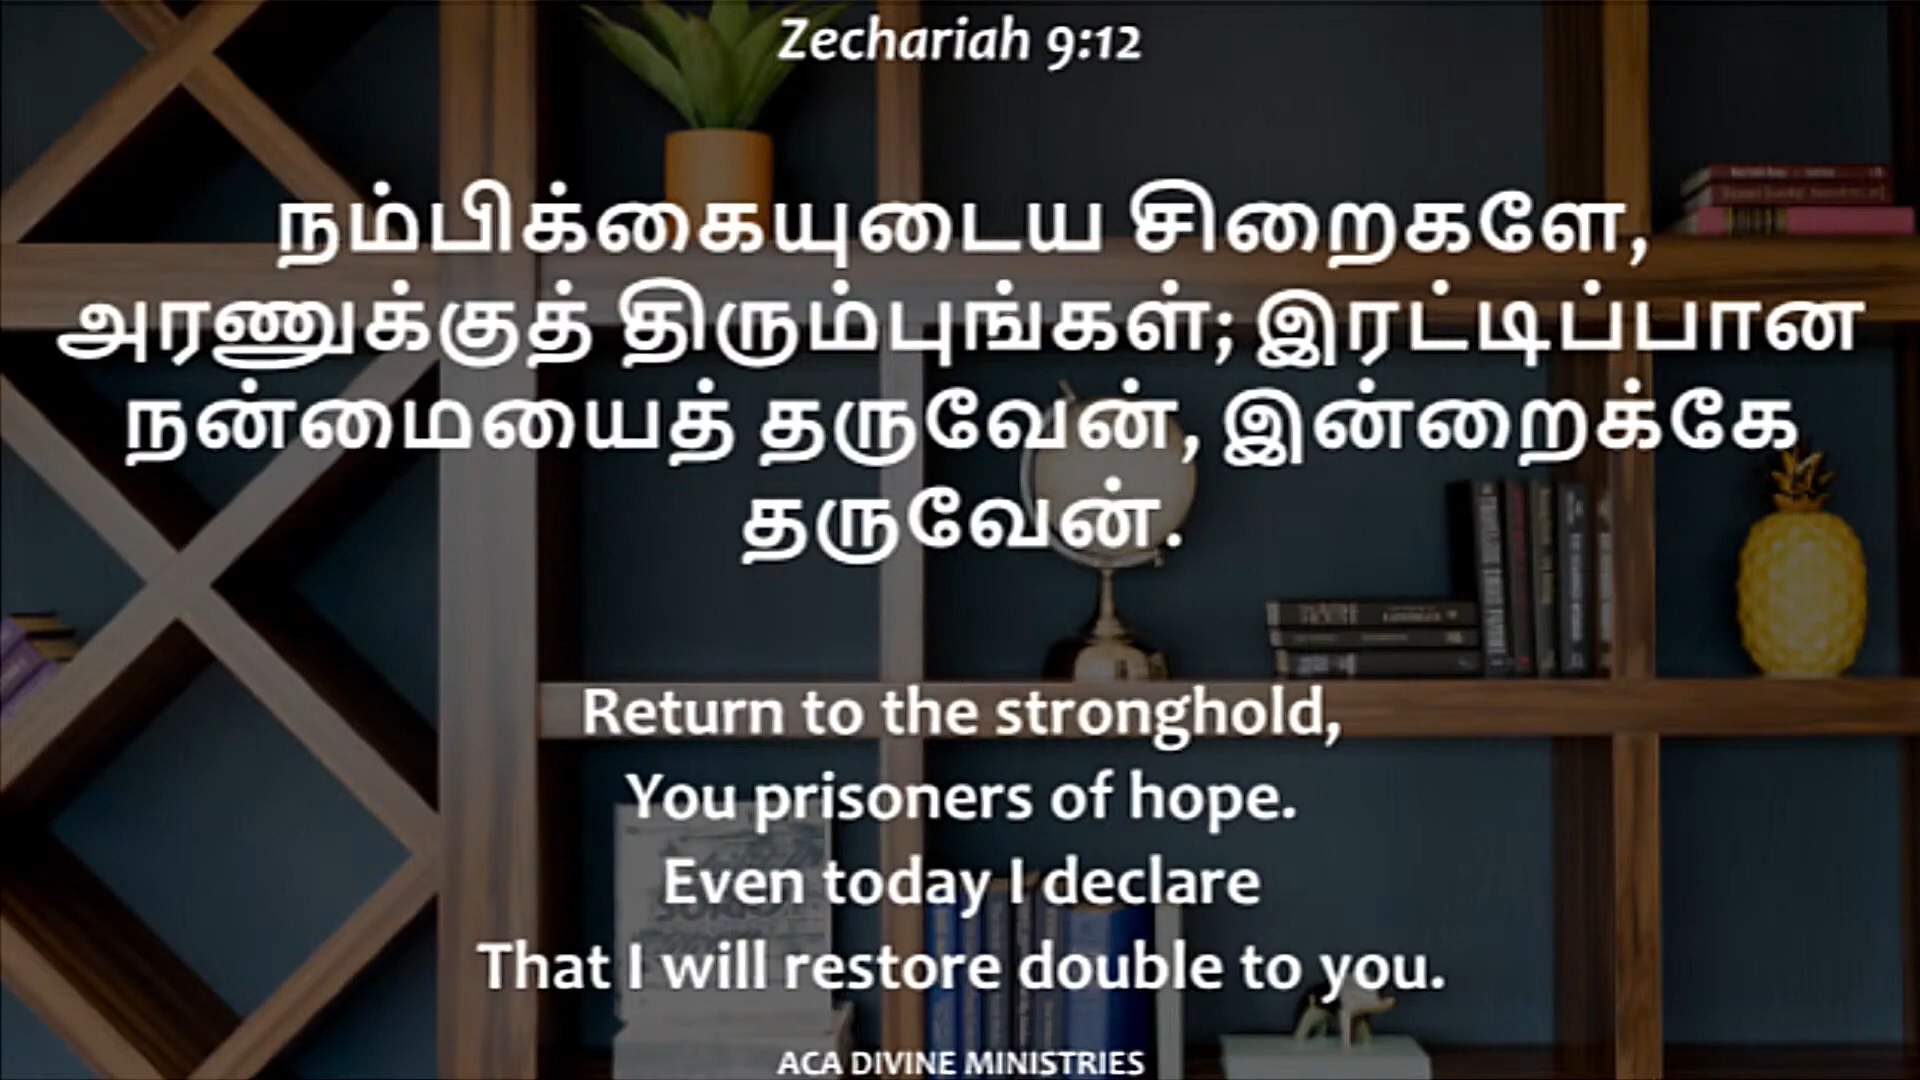 Zechariah 9:12
நம்பிக்கையுடைய சிறைகளே,
அரணுக்குத் திரும்புங்கள்; இரட்டிப்பான
நன்மையைத் தருவேன், இன்றைக்கே
தருவேன்.
Return to the stronghold,
You prisoners of hope.
Even today I declare
That I will restore double to you.
ACA DIVINE MINISTRIES